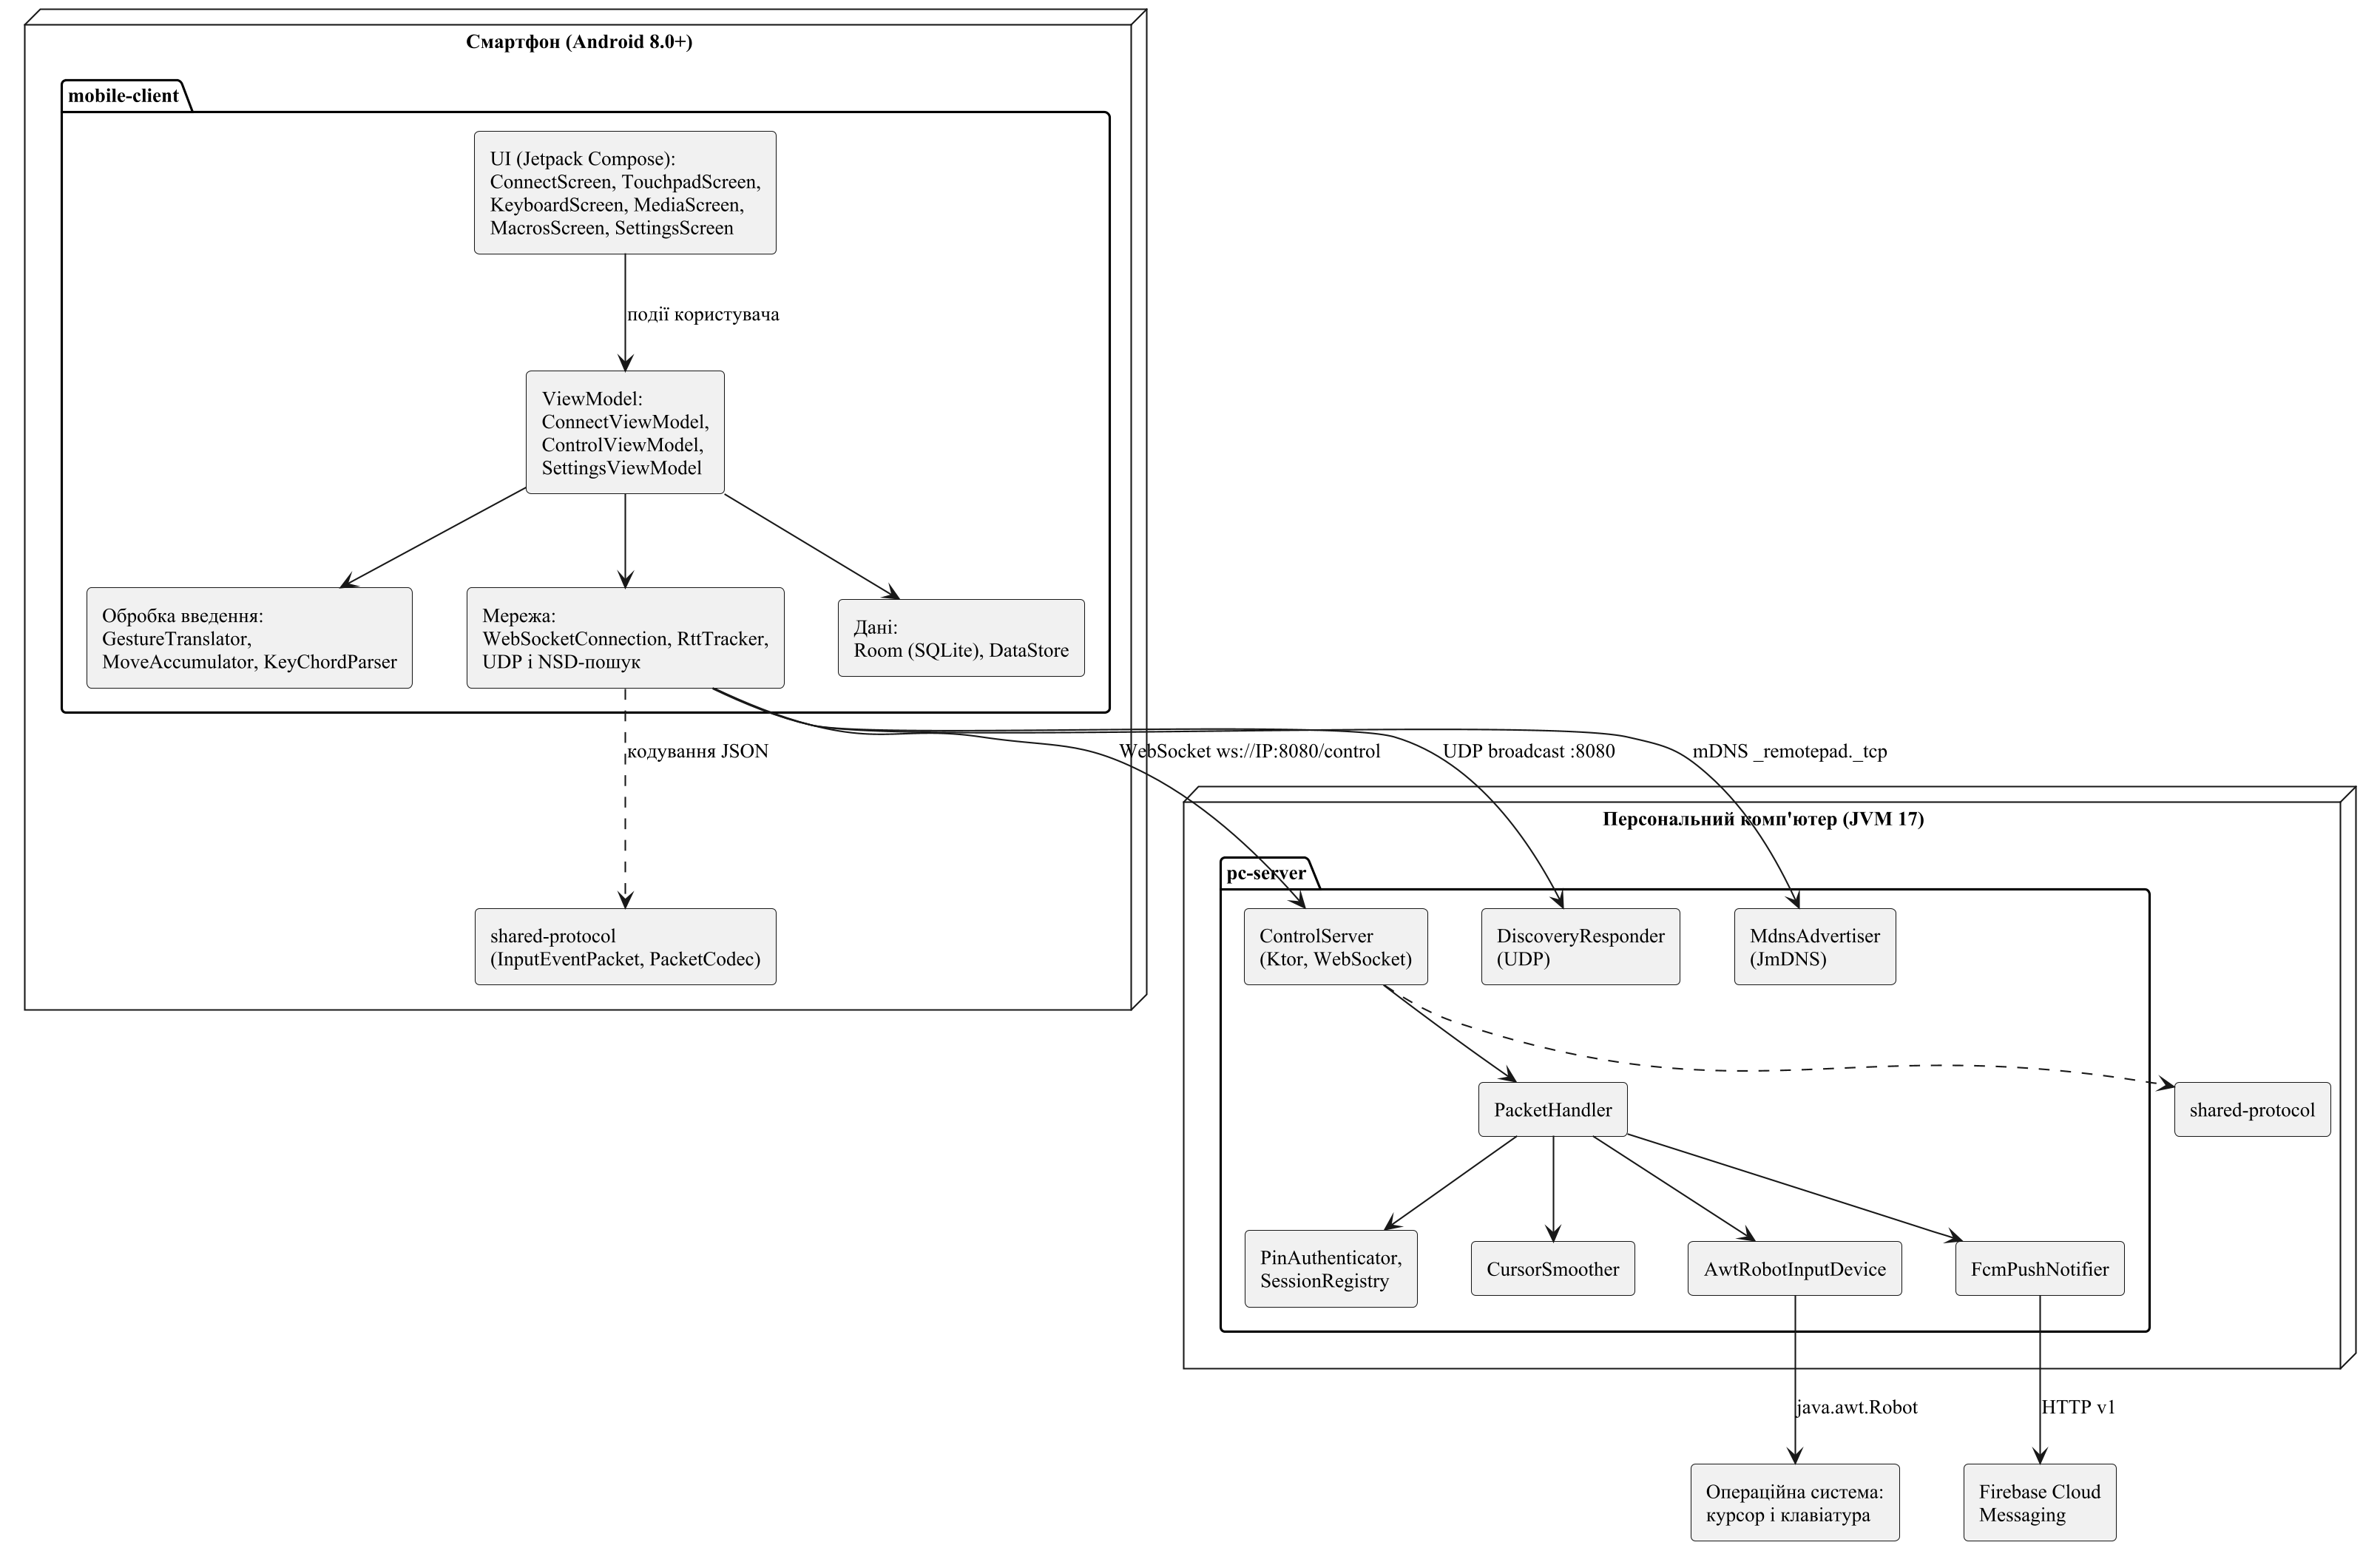 Смартфон (Android 8.0+)
mobile-client
UI (Jetpack Compose):
ConnectScreen, TouchpadScreen,
KeyboardScreen, MediaScreen,
MacrosScreen, SettingsScreen
події користувача
ViewModel:
ConnectViewModel,
ControlViewModel,
SettingsViewModel
Обробка введення:
GestureTranslator,
MoveAccumulator, KeyChordParser
Мережа:
WebSocketConnection, RttTracker,
UDP і NSD-пошук
Дані:
Room (SQLite), DataStore
кодування JSON
WebSocket ws://IP:8080/control
UDP broadcast :8080
mDNS _remotepad._tcp
shared-protocol
(InputEventPacket, PacketCodec)
Персональний комп'ютер (JVM 17)
pc-server
ControlServer
(Ktor, WebSocket)
DiscoveryResponder
(UDP)
MdnsAdvertiser
(JmDNS)
PacketHandler
shared-protocol
PinAuthenticator,
SessionRegistry
CursorSmoother
AwtRobotInputDevice
FcmPushNotifier
java.awt.Robot
HTTP v1
Операційна система:
курсор і клавіатура
Firebase Cloud
Messaging